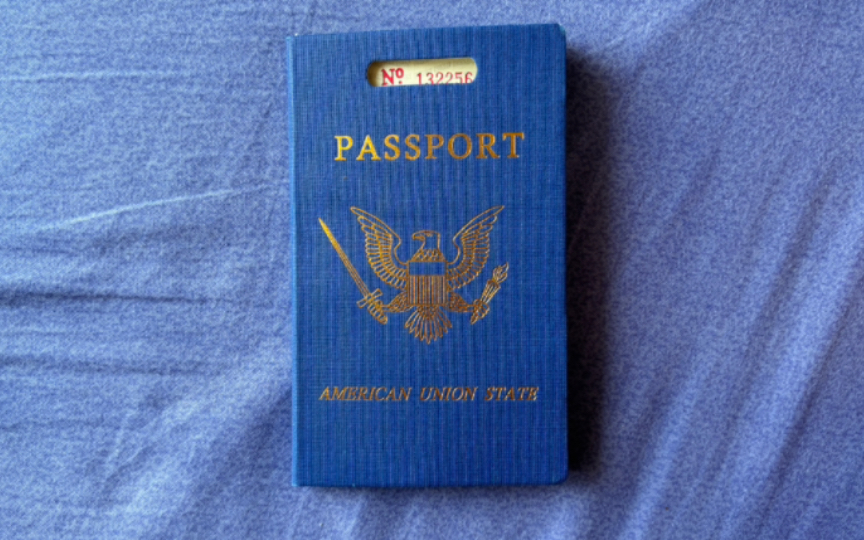 Nº 132256
PASSPORT
AMERICAN UNION STATE